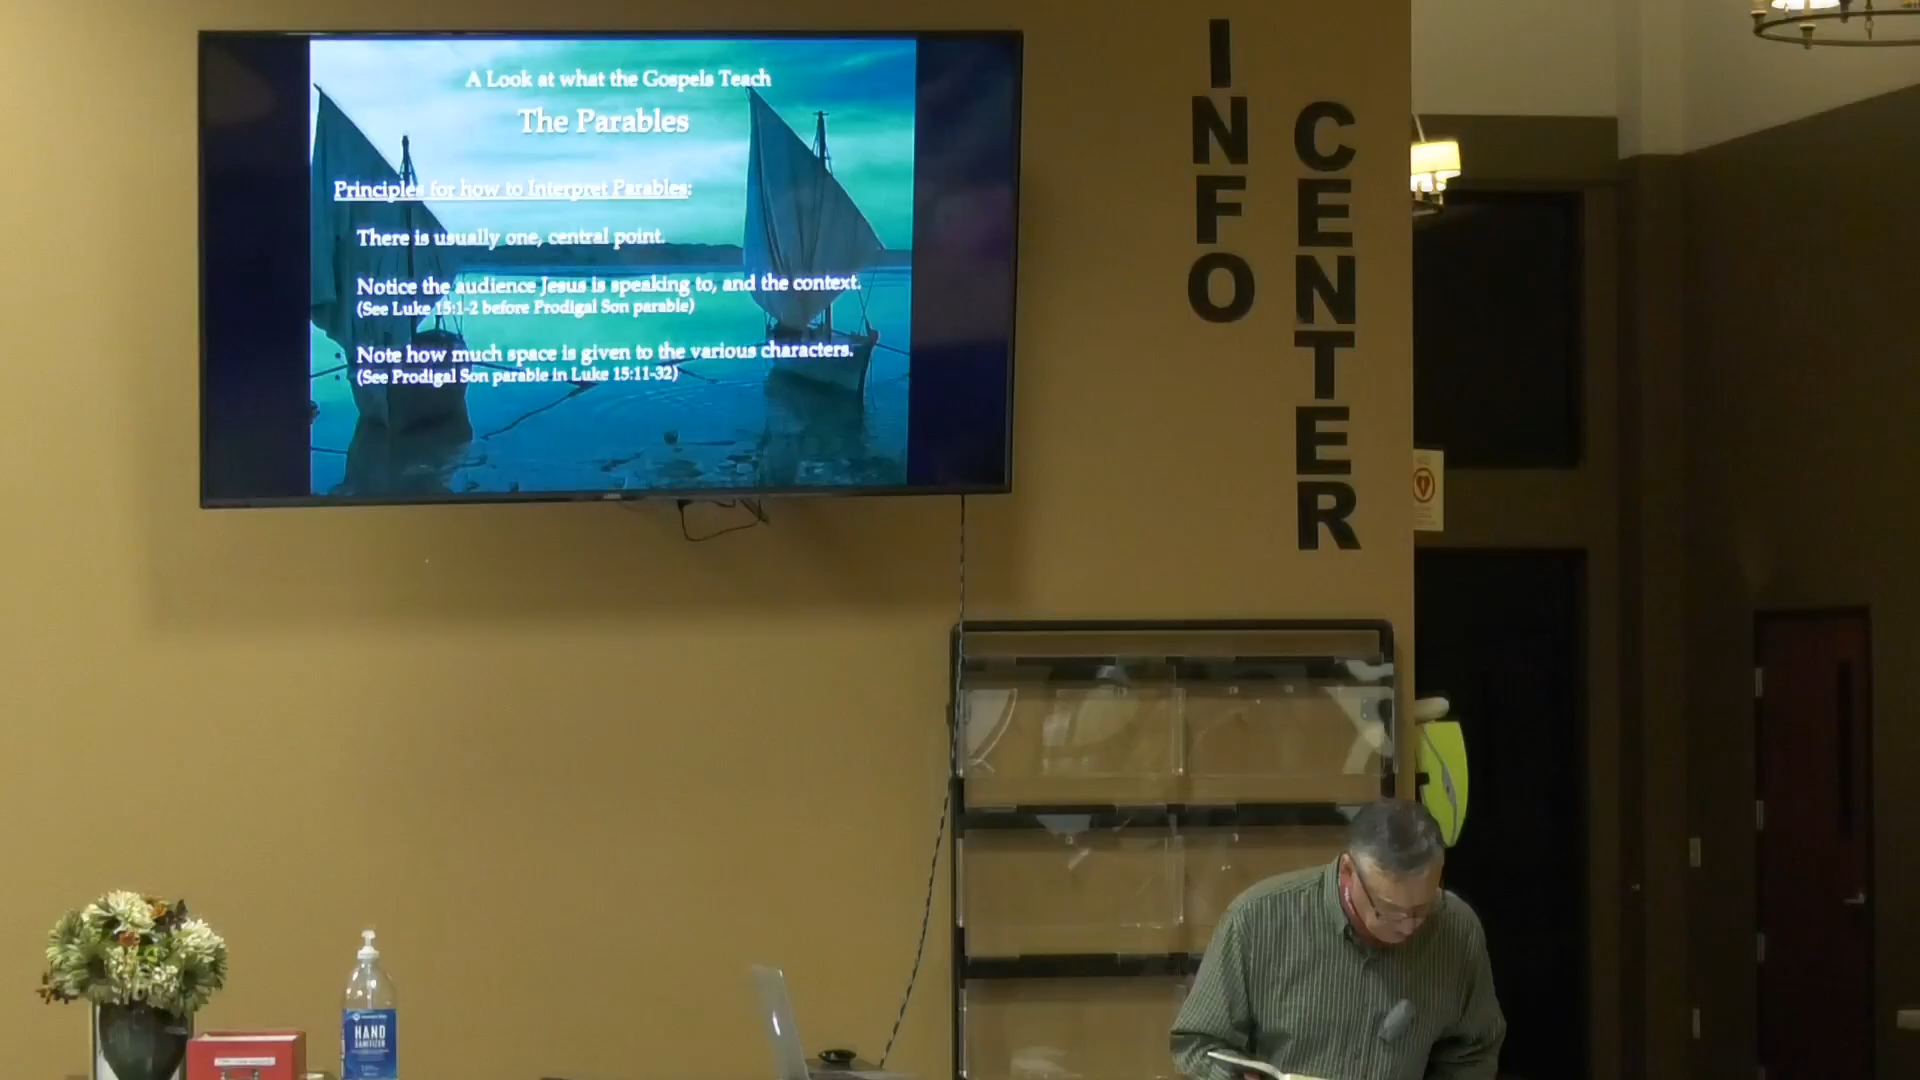 A Look at what the Gospels Teach
The Parables
Principles for how to Interpret Parables:
There is usually one, central point.
Notice the audience Jesus is speaking to, and the context.
(See Luke 15:1-2 before Prodigal Son parable)
Note how much space is given to the various characters.
(See Prodigal Son parable in Luke 15:11-32)
INFO
CENTER
HAND
SANITIZER